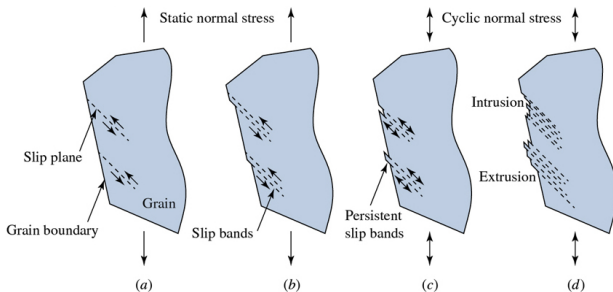 Static normal stress
Cyclic normal stress
Slip plane
Grain
Grain boundary
Slip bands
Persistent
slip bands
Intrusion
Extrusion
(a)
(b)
(c)
(d)